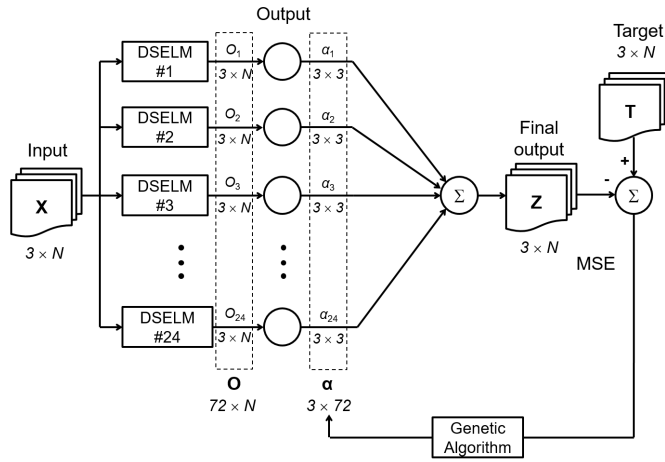 Output
Target
3 × N
DSELM
#1
O1
3 × N
α1
3 × 3
T
DSELM
#2
O2
3 × N
α2
3 × 3
Final
output
+
Input
X
3 × N
DSELM
#3
O3
3 × N
α3
3 × 3
Σ
Z
3 × N
-
Σ
MSE
DSELM
#24
O24
3 × N
α24
3 × 3
O
72 × N
α
3 × 72
Genetic
Algorithm